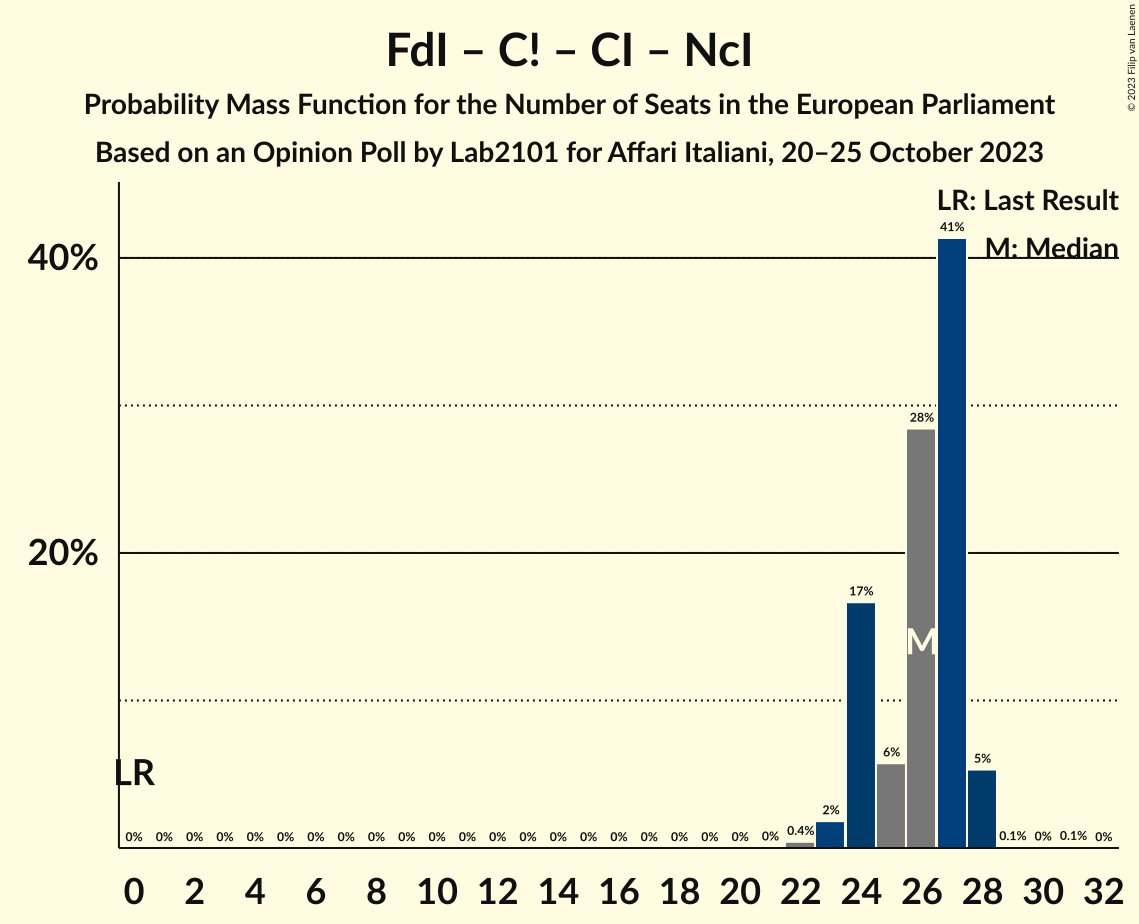 FdI – C! – CI – NcI
Probability Mass Function for the Number of Seats in the European Parliament
Based on an Opinion Poll by Lab2101 for Affari Italiani, 20–25 October 2023
© 2023 Filip van Laenen
LR: Last Result
M: Median
40%
20%
41%
28%
17%
M
6%
5%
2%
LR
0% 0% 0% 0% 0% 0% 0% 0% 0% 0% 0% 0% 0% 0% 0% 0% 0% 0% 0% 0% 0% 0% 0.4% 0.1% 0% 0.1% 0%
0 2 4 6 8 10 12 14 16 18 20 22 24 26 28 30 32